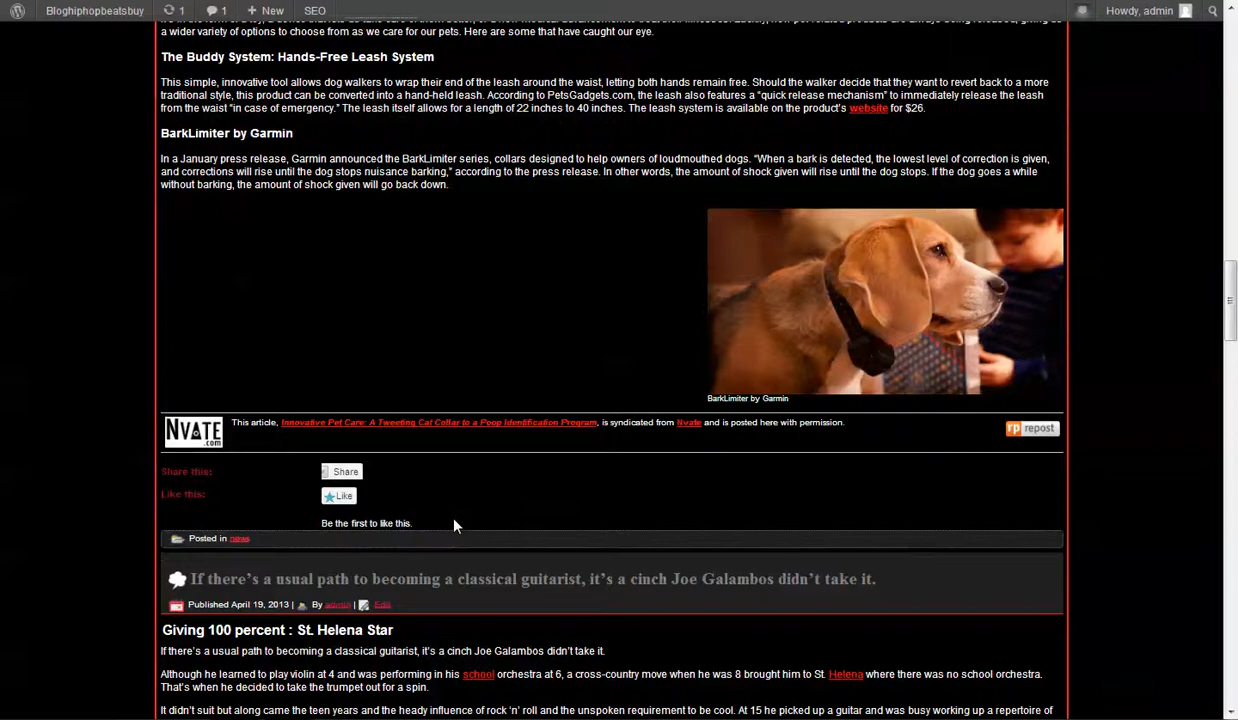 Bloghiphopbeatsbuy 1 1 + New SEO Howdy, admin
a wider variety of options to choose from as we care for our pets. Here are some that have caught our eye.
The Buddy System: Hands-Free Leash System
This simple, innovative tool allows dog walkers to wrap their end of the leash around the waist, letting both hands remain free. Should the walker decide that they want to revert back to a more
traditional style, this product can be converted into a hand-held leash. According to PetsGadgets.com, the leash also features a “quick release mechanism” to immediately release the leash
from the waist “in case of emergency.” The leash itself allows for a length of 22 inches to 40 inches. The leash system is available on the product’s website for $26.
BarkLimiter by Garmin
In a January press release, Garmin announced the BarkLimiter series, collars designed to help owners of loudmouthed dogs. “When a bark is detected, the lowest level of correction is given,
and corrections will rise until the dog stops nuisance barking,” according to the press release. In other words, the amount of shock given will rise until the dog stops. If the dog goes a while
without barking, the amount of shock given will go back down.
BarkLimiter by Garmin
NVATE .com
This article, Innovative Pet Care: A Tweeting Cat Collar to a Poop Identification Program, is syndicated from Nvate and is posted here with permission.
rp repost
Share this: Share
Like this: Like
Be the first to like this.
Posted in news
If there’s a usual path to becoming a classical guitarist, it’s a cinch Joe Galambos didn’t take it.
Published April 19, 2013 | By admin | Edit
Giving 100 percent : St. Helena Star
If there’s a usual path to becoming a classical guitarist, it’s a cinch Joe Galambos didn’t take it.
Although he learned to play violin at 4 and was performing in his school orchestra at 6, a cross-country move when he was 8 brought him to St. Helena where there was no school orchestra.
That’s when he decided to take the trumpet out for a spin.
It didn’t suit but along came the teen years and the heady influence of rock ‘n’ roll and the unspoken requirement to be cool. At 15 he picked up a guitar and was busy working up a repertoire of